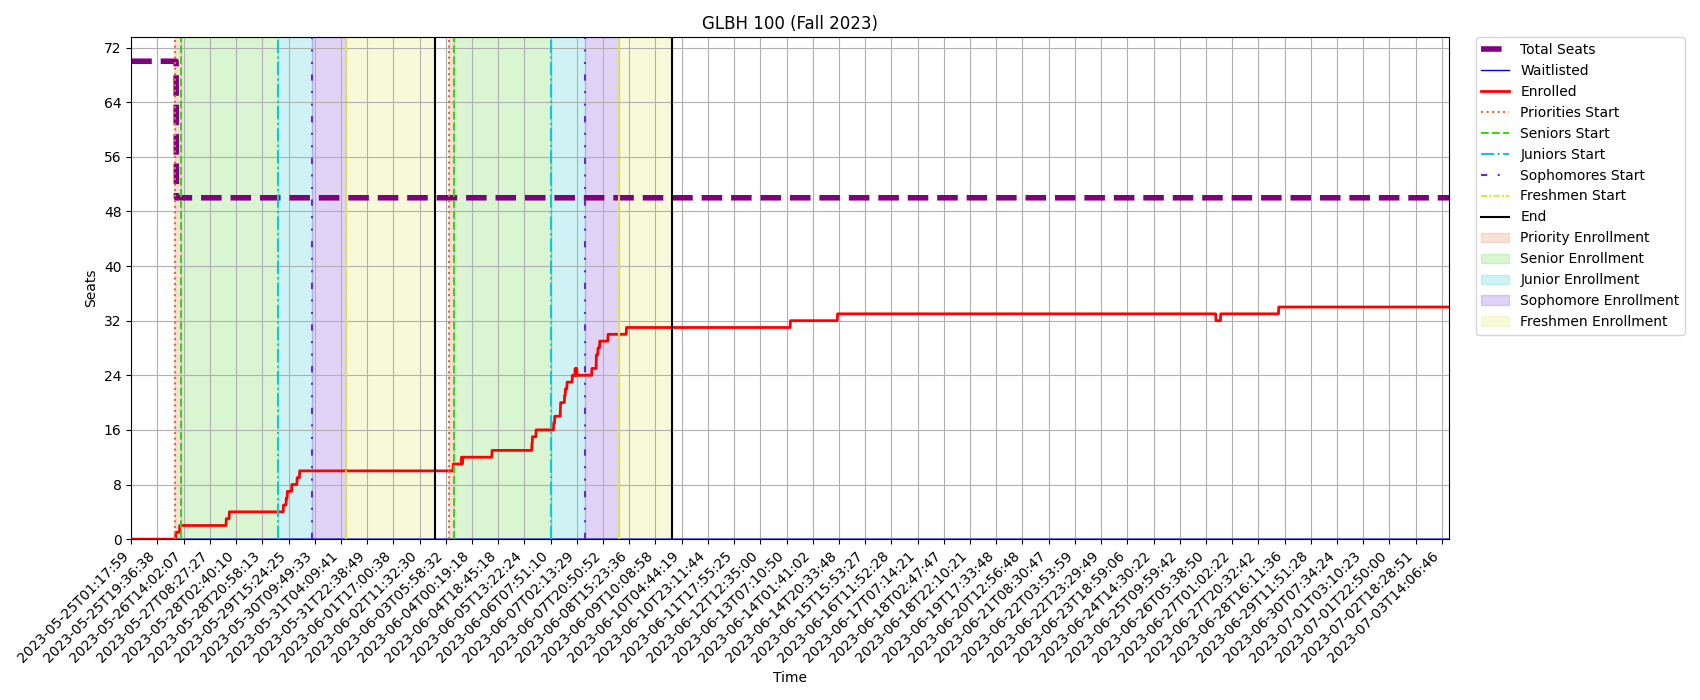 GLBH 100 (Fall 2023)
72
64
56
48
40
32
24
16
8
0
Seats
2023-05-25T01:17:59
2023-05-25T19:36:38
2023-05-26T14:02:07
2023-05-27T08:27:27
2023-05-28T02:40:16
2023-05-28T20:58:13
2023-05-29T15:24:25
2023-05-30T09:49:33
2023-05-31T04:09:41
2023-05-31T22:38:49
2023-06-01T17:00:38
2023-06-02T11:32:30
2023-06-03T05:58:32
2023-06-04T00:19:18
2023-06-04T18:45:18
2023-06-05T13:22:24
2023-06-06T07:51:10
2023-06-07T02:13:29
2023-06-07T20:50:52
2023-06-08T15:23:36
2023-06-09T10:08:58
2023-06-10T04:44:19
2023-06-10T23:11:44
2023-06-11T17:55:25
2023-06-12T12:35:00
2023-06-13T07:10:50
2023-06-14T01:41:02
2023-06-14T20:33:48
2023-06-15T15:53:27
2023-06-16T11:52:28
2023-06-17T07:14:21
2023-06-18T02:47:47
2023-06-18T22:10:21
2023-06-19T17:33:48
2023-06-20T12:56:48
2023-06-21T08:30:47
2023-06-22T03:53:59
2023-06-22T23:29:49
2023-06-23T18:59:06
2023-06-24T14:30:22
2023-06-25T09:59:42
2023-06-26T05:38:50
2023-06-27T01:02:22
2023-06-27T20:32:42
2023-06-28T16:11:36
2023-06-29T11:51:28
2023-06-30T07:34:24
2023-07-01T03:10:23
2023-07-01T22:50:00
2023-07-02T18:28:51
2023-07-03T14:06:46
Time
Total Seats
Waitlisted
Enrolled
Priorities Start
Seniors Start
Juniors Start
Sophomores Start
Freshmen Start
End
Priority Enrollment
Senior Enrollment
Junior Enrollment
Sophomore Enrollment
Freshmen Enrollment